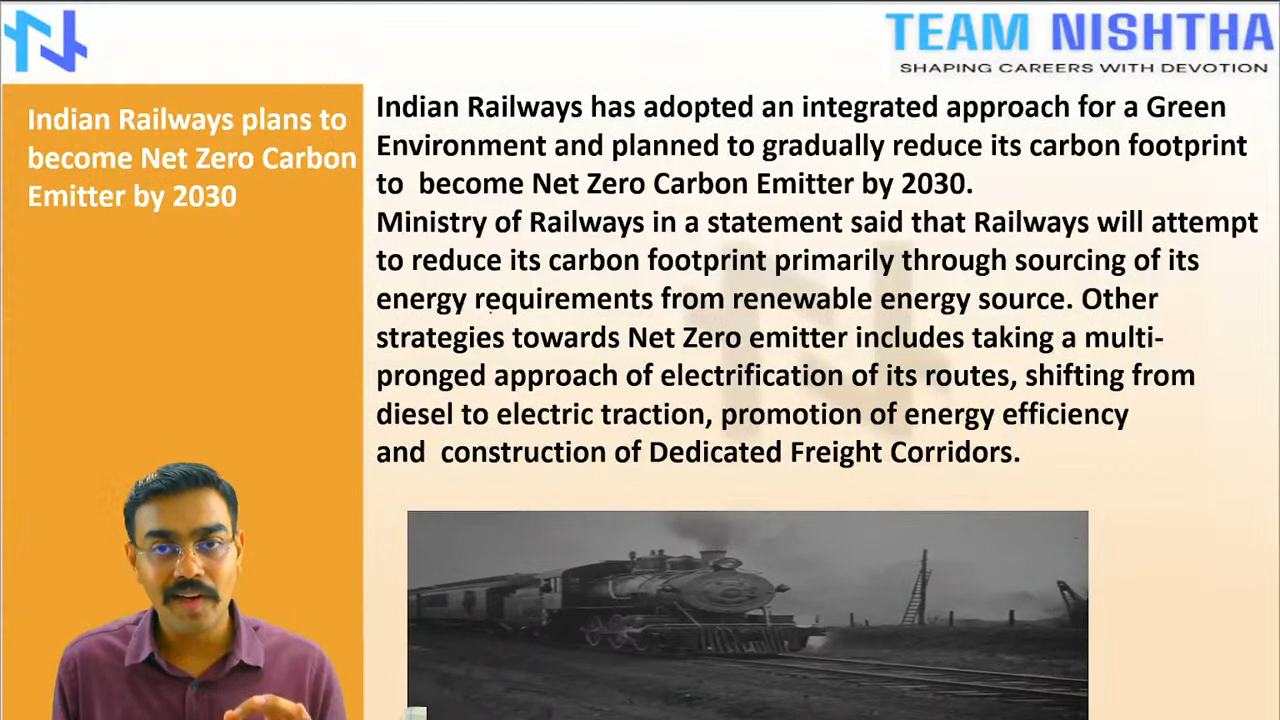 TEAM NISHTHA
SHAPING CAREERS WITH DEVOTION
Indian Railways plans to
become Net Zero Carbon
Emitter by 2030
Indian Railways has adopted an integrated approach for a Green
Environment and planned to gradually reduce its carbon footprint
to become Net Zero Carbon Emitter by 2030.
Ministry of Railways in a statement said that Railways will attempt
to reduce its carbon footprint primarily through sourcing of its
energy requirements from renewable energy source. Other
strategies towards Net Zero emitter includes taking a multi-
pronged approach of electrification of its routes, shifting from
diesel to electric traction, promotion of energy efficiency
and construction of Dedicated Freight Corridors.